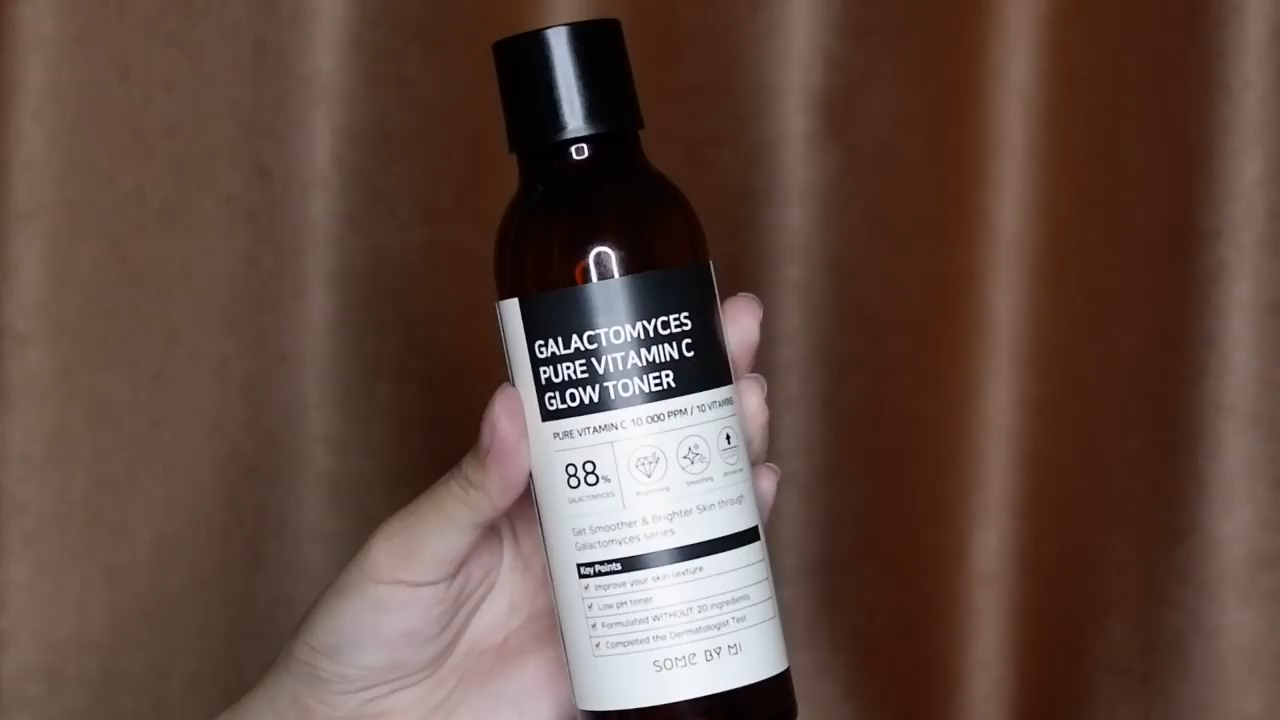 GALACTOMYCES
PURE VITAMIN C
GLOW TONER
PURE VITAMIN C 10 000 PPM / 10 VITAMINS
88%
GALACTOMYCES
Brightening
Smoothing
Get Smoother & Brighter Skin through
Galactomyces series
Key Points
Improve your skin texture
Low pH toner
Formulated WITHOUT 20 ingredients
Completed the Dermatologist Test
SOME BY MI